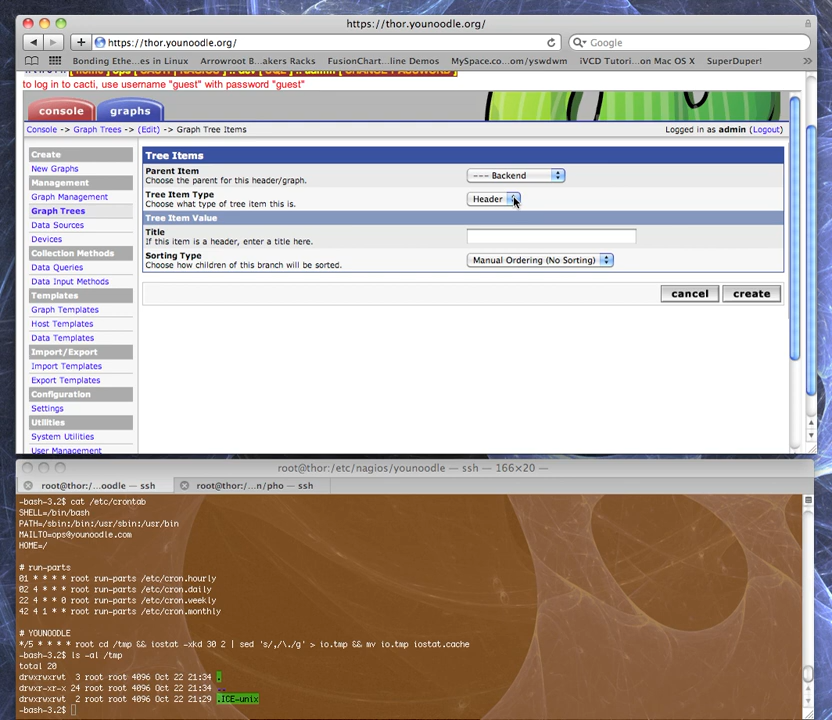 https://thor.younoodle.org/
https://thor.younoodle.org/
Google
Bonding Ethe...es in Linux Arrowroot B...akers Racks FusionChart...line Demos MySpace.co...om/yswdwm iVCD Tutori...on Mac OS X SuperDuper!
to log in to cacti, use username "guest" with password "guest"
console graphs
Console -> Graph Trees -> (Edit) -> Graph Tree Items Logged in as admin (Logout)
Create
New Graphs
Management
Graph Management
Graph Trees
Data Sources
Devices
Collection Methods
Data Queries
Data Input Methods
Templates
Graph Templates
Host Templates
Data Templates
Import/Export
Import Templates
Export Templates
Configuration
Settings
Utilities
System Utilities
User Management
Tree Items
Parent Item
Choose the parent for this header/graph.
--- Backend
Tree Item Type
Choose what type of tree item this is.
Header
Tree Item Value
Title
If this item is a header, enter a title here.
Sorting Type
Choose how children of this branch will be sorted.
Manual Ordering (No Sorting)
cancel create
root@thor:/etc/nagios/younoodle — ssh — 166×20 —
root@thor:/...oodle — ssh root@thor:/...n/pho — ssh
-bash-3.2$ cat /etc/crontab
SHELL=/bin/bash
PATH=/sbin:/bin:/usr/sbin:/usr/bin
MAILTO=ops@younoodle.com
HOME=/
# run-parts
01 * * * * root run-parts /etc/cron.hourly
02 4 * * * root run-parts /etc/cron.daily
22 4 * * 0 root run-parts /etc/cron.weekly
42 4 1 * * root run-parts /etc/cron.monthly
# YOUNOODLE
*/5 * * * * root cd /tmp && iostat -xkd 30 2 | sed 's/,/\./g' > io.tmp && mv io.tmp iostat.cache
-bash-3.2$ ls -al /tmp
total 20
drwxrwxrwt 3 root root 4096 Oct 22 21:34 .
drwxr-xr-x 24 root root 4096 Oct 22 21:34 ..
drwxrwxrwt 2 root root 4096 Oct 22 21:29 .ICE-unix
-bash-3.2$